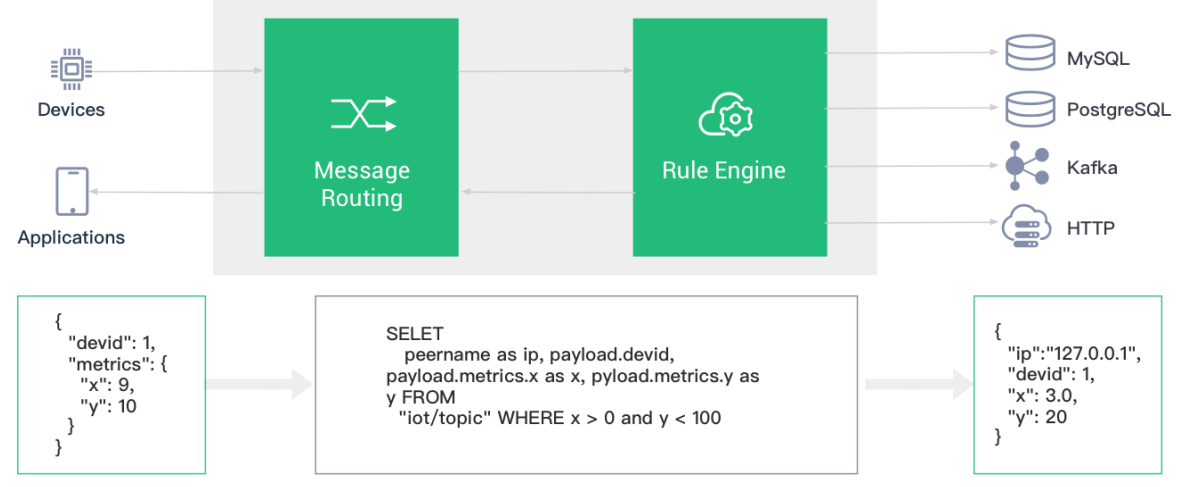 Devices
Applications
Message
Routing
Rule Engine
MySQL
PostgreSQL
Kafka
HTTP
{
"devid": 1,
"metrics": {
"x": 9,
"y": 10
}
}
SELET
peername as ip, payload.devid,
payload.metrics.x as x, pyload.metrics.y as
y FROM
"iot/topic" WHERE x > 0 and y < 100
{
"ip":"127.0.0.1",
"devid": 1,
"x": 3.0,
"y": 20
}